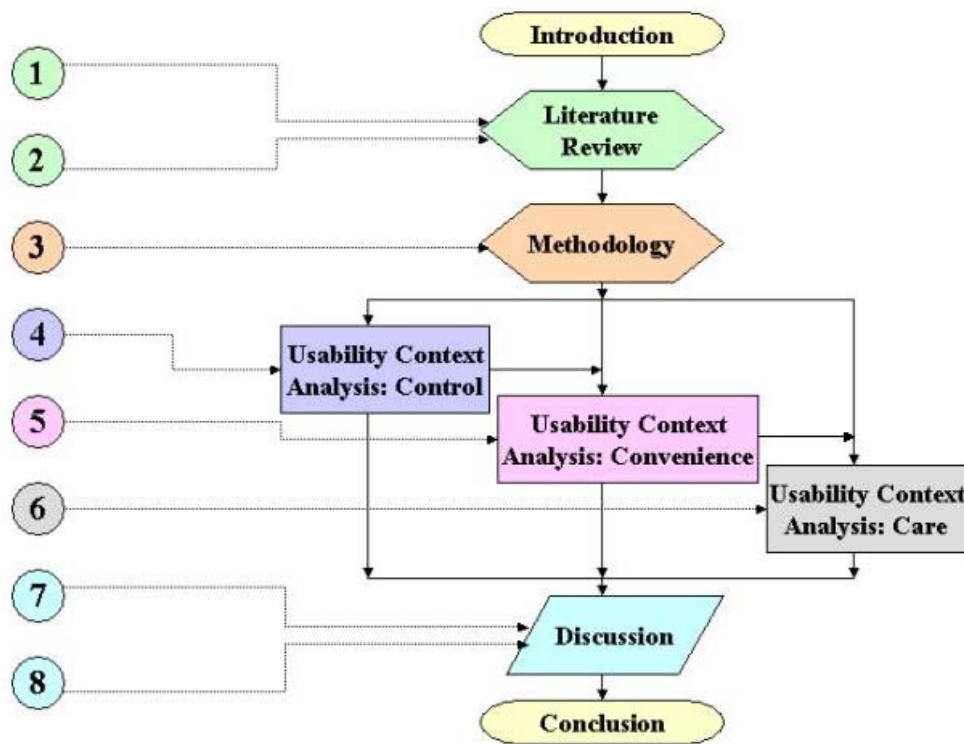 Introduction
1
Literature
Review
2
3
Methodology
4
Usability Context
Analysis: Control
5
Usability Context
Analysis: Convenience
6
Usability Context
Analysis: Care
7
Discussion
8
Conclusion